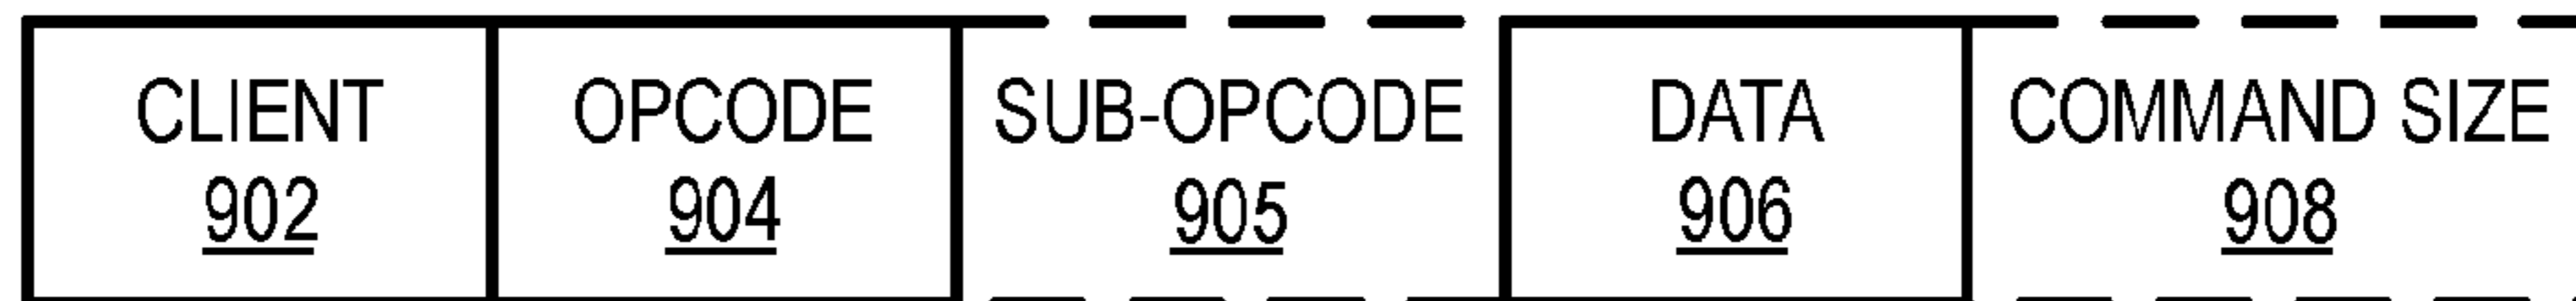 CLIENT OPCODE SUB-OPCODE DATA COMMAND SIZE
902 904 905 906 908